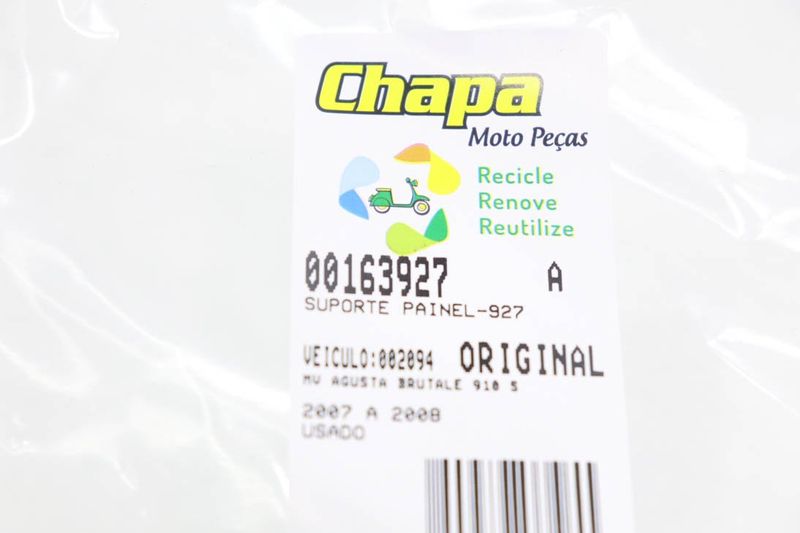 Chapa
Moto Peças
Recicle
Renove
Reutilize
00163927 A
SUPORTE PAINEL-927
VEICULO:002094 ORIGINAL
MV AGUSTA BRUTALE 910 S
2007 A 2008
USADO